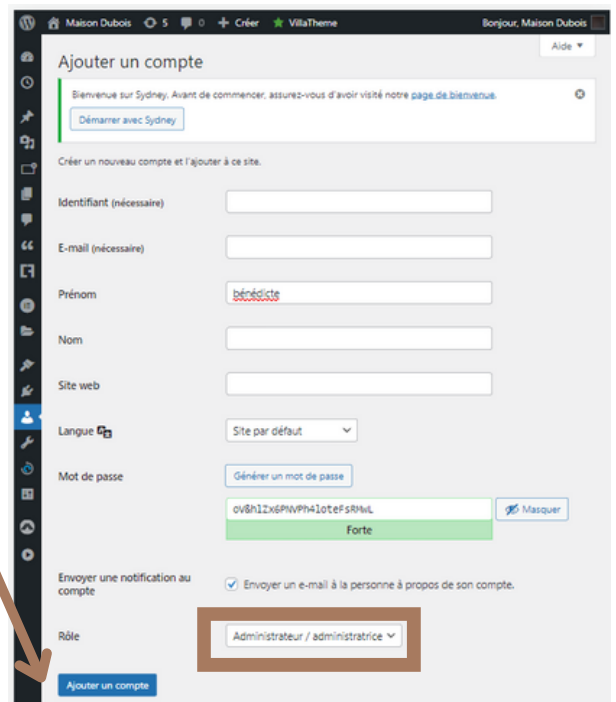 Maison Dubois 5 0 + Créer VillaTheme Bonjour, Maison Dubois
Aide
Ajouter un compte
Bienvenue sur Sydney. Avant de commencer, assurez-vous d'avoir visité notre page de bienvenue.
Démarrer avec Sydney
Créer un nouveau compte et l'ajouter à ce site.
Identifiant (nécessaire)
E-mail (nécessaire)
Prénom bénédicte
Nom
Site web
Langue Site par défaut
Mot de passe Générer un mot de passe
Masquer
Forte
Envoyer une notification au
compte
Envoyer un e-mail à la personne à propos de son compte.
Rôle Administrateur / administratrice
Ajouter un compte